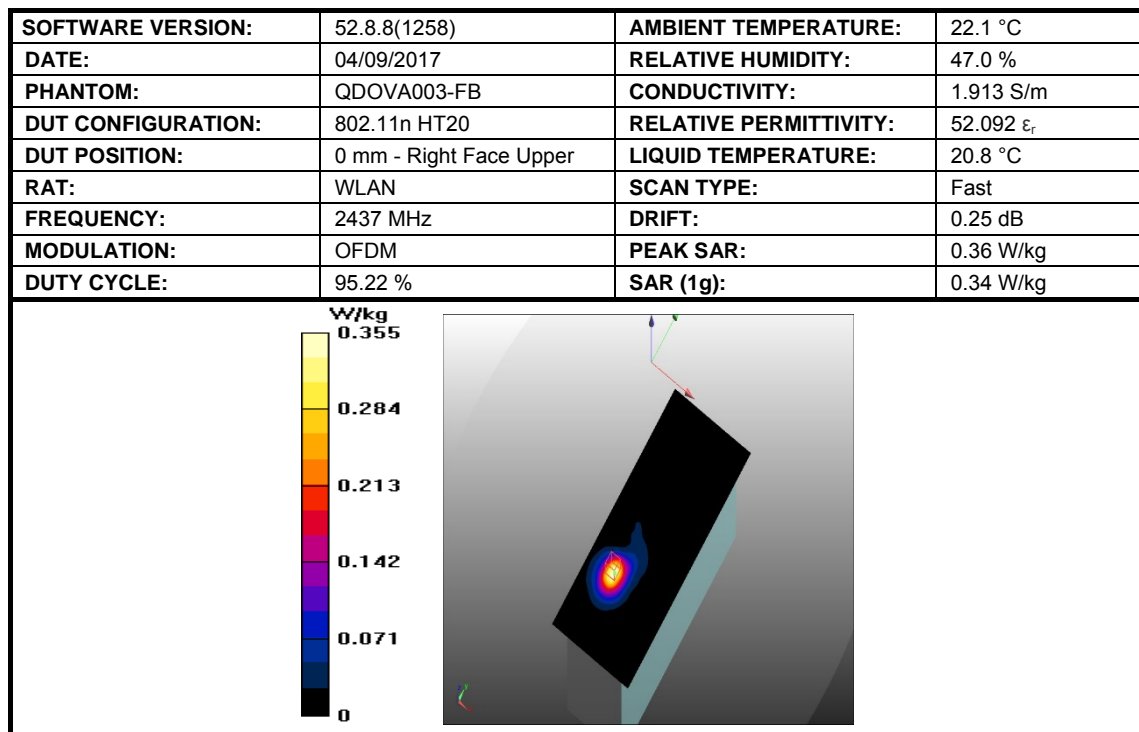 SOFTWARE VERSION: 52.8.8(1258) AMBIENT TEMPERATURE: 22.1 °C
DATE: 04/09/2017 RELATIVE HUMIDITY: 47.0 %
PHANTOM: QDOVA003-FB CONDUCTIVITY: 1.913 S/m
DUT CONFIGURATION: 802.11n HT20 RELATIVE PERMITTIVITY: 52.092 εr
DUT POSITION: 0 mm - Right Face Upper LIQUID TEMPERATURE: 20.8 °C
RAT: WLAN SCAN TYPE: Fast
FREQUENCY: 2437 MHz DRIFT: 0.25 dB
MODULATION: OFDM PEAK SAR: 0.36 W/kg
DUTY CYCLE: 95.22 % SAR (1g): 0.34 W/kg
W/kg
0.355
0.284
0.213
0.142
0.071
0